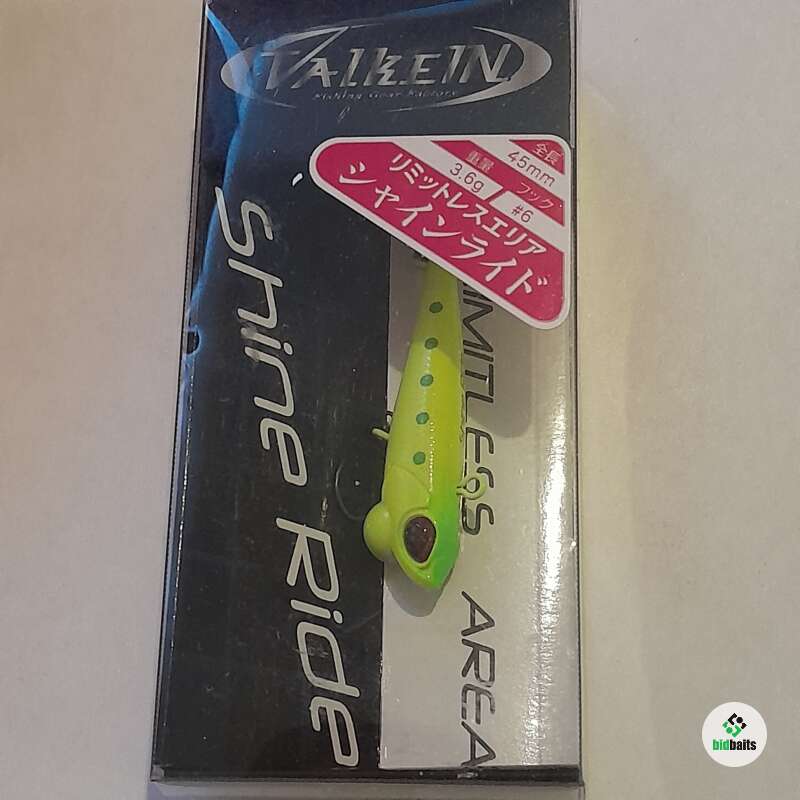 ValkeIN
Fishing Gear Factory
全長
45mm
重量
3.6g
フック
#6
リミットレスエリア
シャインライド
Shine Ride
LIMITLESS AREA
bidbaits